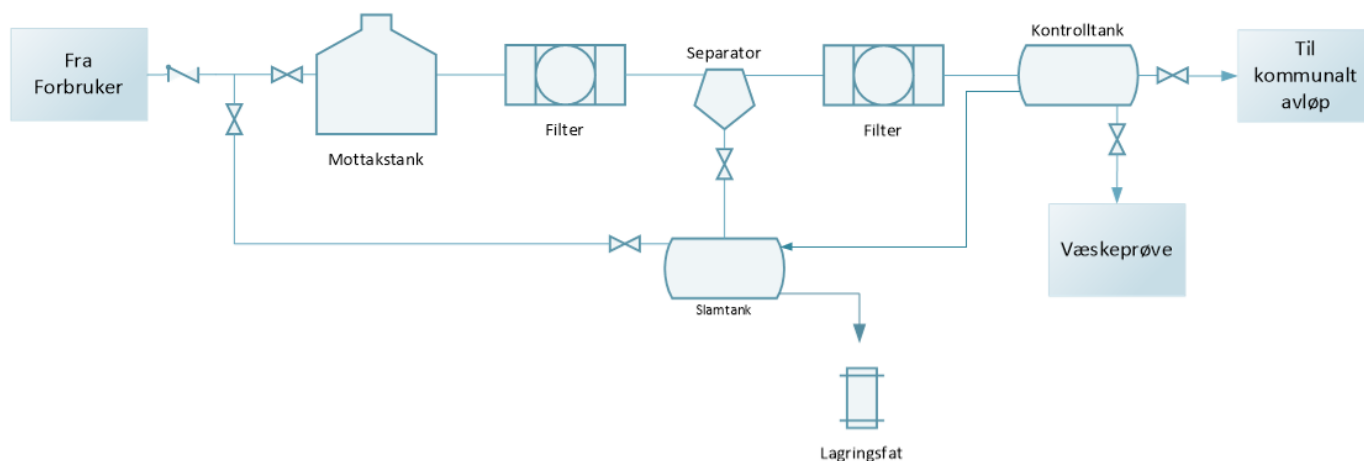 Fra
Forbruker
Mottakstank
Filter
Separator
Filter
Kontrolltank
Til
kommunalt
avløp
Væskeprøve
Slamtank
Lagringsfat